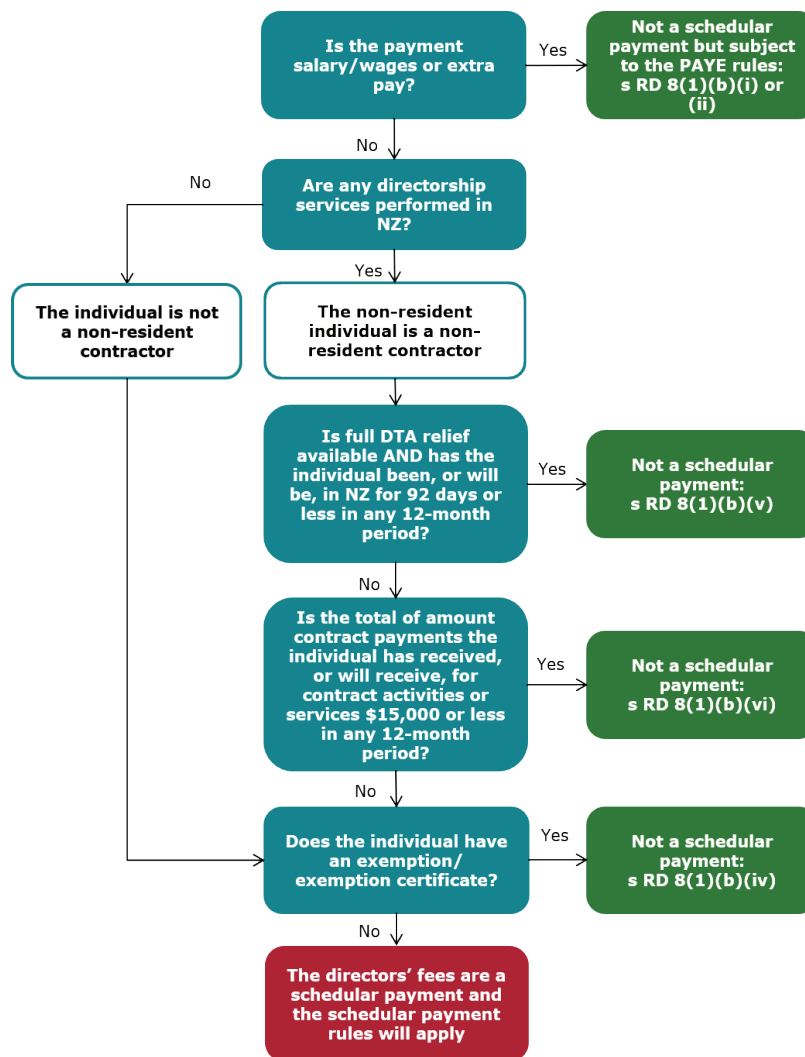 Is the payment
salary/wages or extra
pay?
Yes
Not a schedular
payment but subject
to the PAYE rules:
s RD 8(1)(b)(i) or
(ii)
No
No
Are any directorship
services performed in
NZ?
Yes
The individual is not
a non-resident
contractor
The non-resident
individual is a non-
resident contractor
Is full DTA relief
available AND has the
individual been, or will
be, in NZ for 92 days or
less in any 12-month
period?
Yes
Not a schedular
payment:
s RD 8(1)(b)(v)
No
Is the total of amount
contract payments the
individual has received,
or will receive, for
contract activities or
services $15,000 or less
in any 12-month
period?
Yes
Not a schedular
payment:
s RD 8(1)(b)(vi)
No
Does the individual have
an exemption/
exemption certificate?
Yes
Not a schedular
payment:
s RD 8(1)(b)(iv)
No
The directors’ fees are a
schedular payment and
the schedular payment
rules will apply